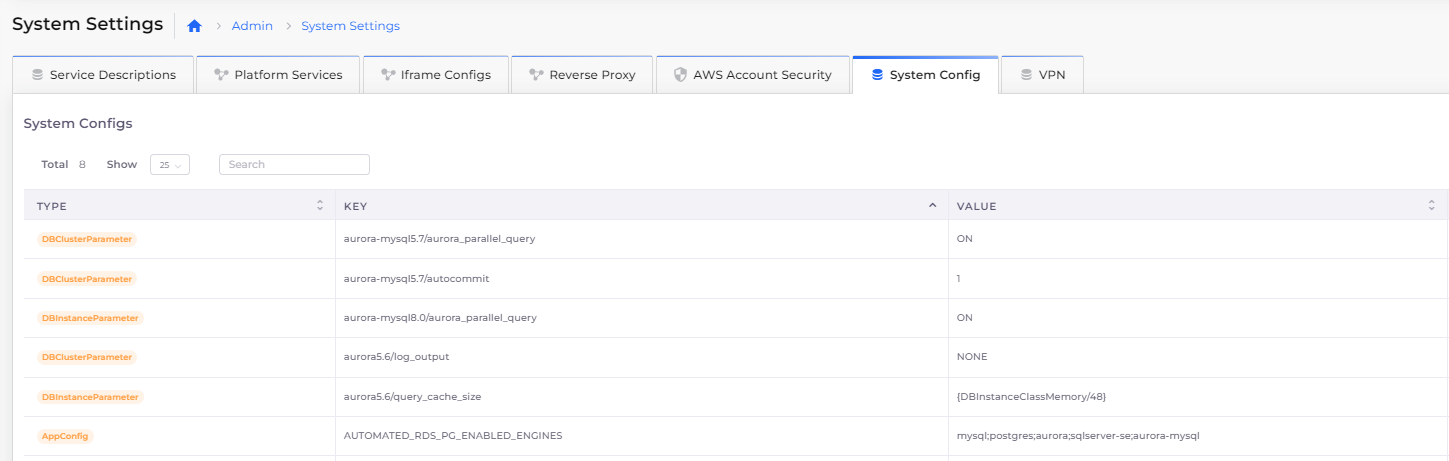 System Settings Admin System Settings
Service Descriptions Platform Services Iframe Configs Reverse Proxy AWS Account Security System Config VPN
System Configs
Total 8 Show 25 Search
TYPE KEY VALUE
DBClusterParameter aurora-mysql5.7/aurora_parallel_query ON
DBClusterParameter aurora-mysql5.7/autocommit 1
DBInstanceParameter aurora-mysql8.0/aurora_parallel_query ON
DBClusterParameter aurora5.6/log_output NONE
DBInstanceParameter aurora5.6/query_cache_size {DBInstanceClassMemory/48}
AppConfig AUTOMATED_RDS_PG_ENABLED_ENGINES mysql;postgres;aurora;sqlserver-se;aurora-mysql